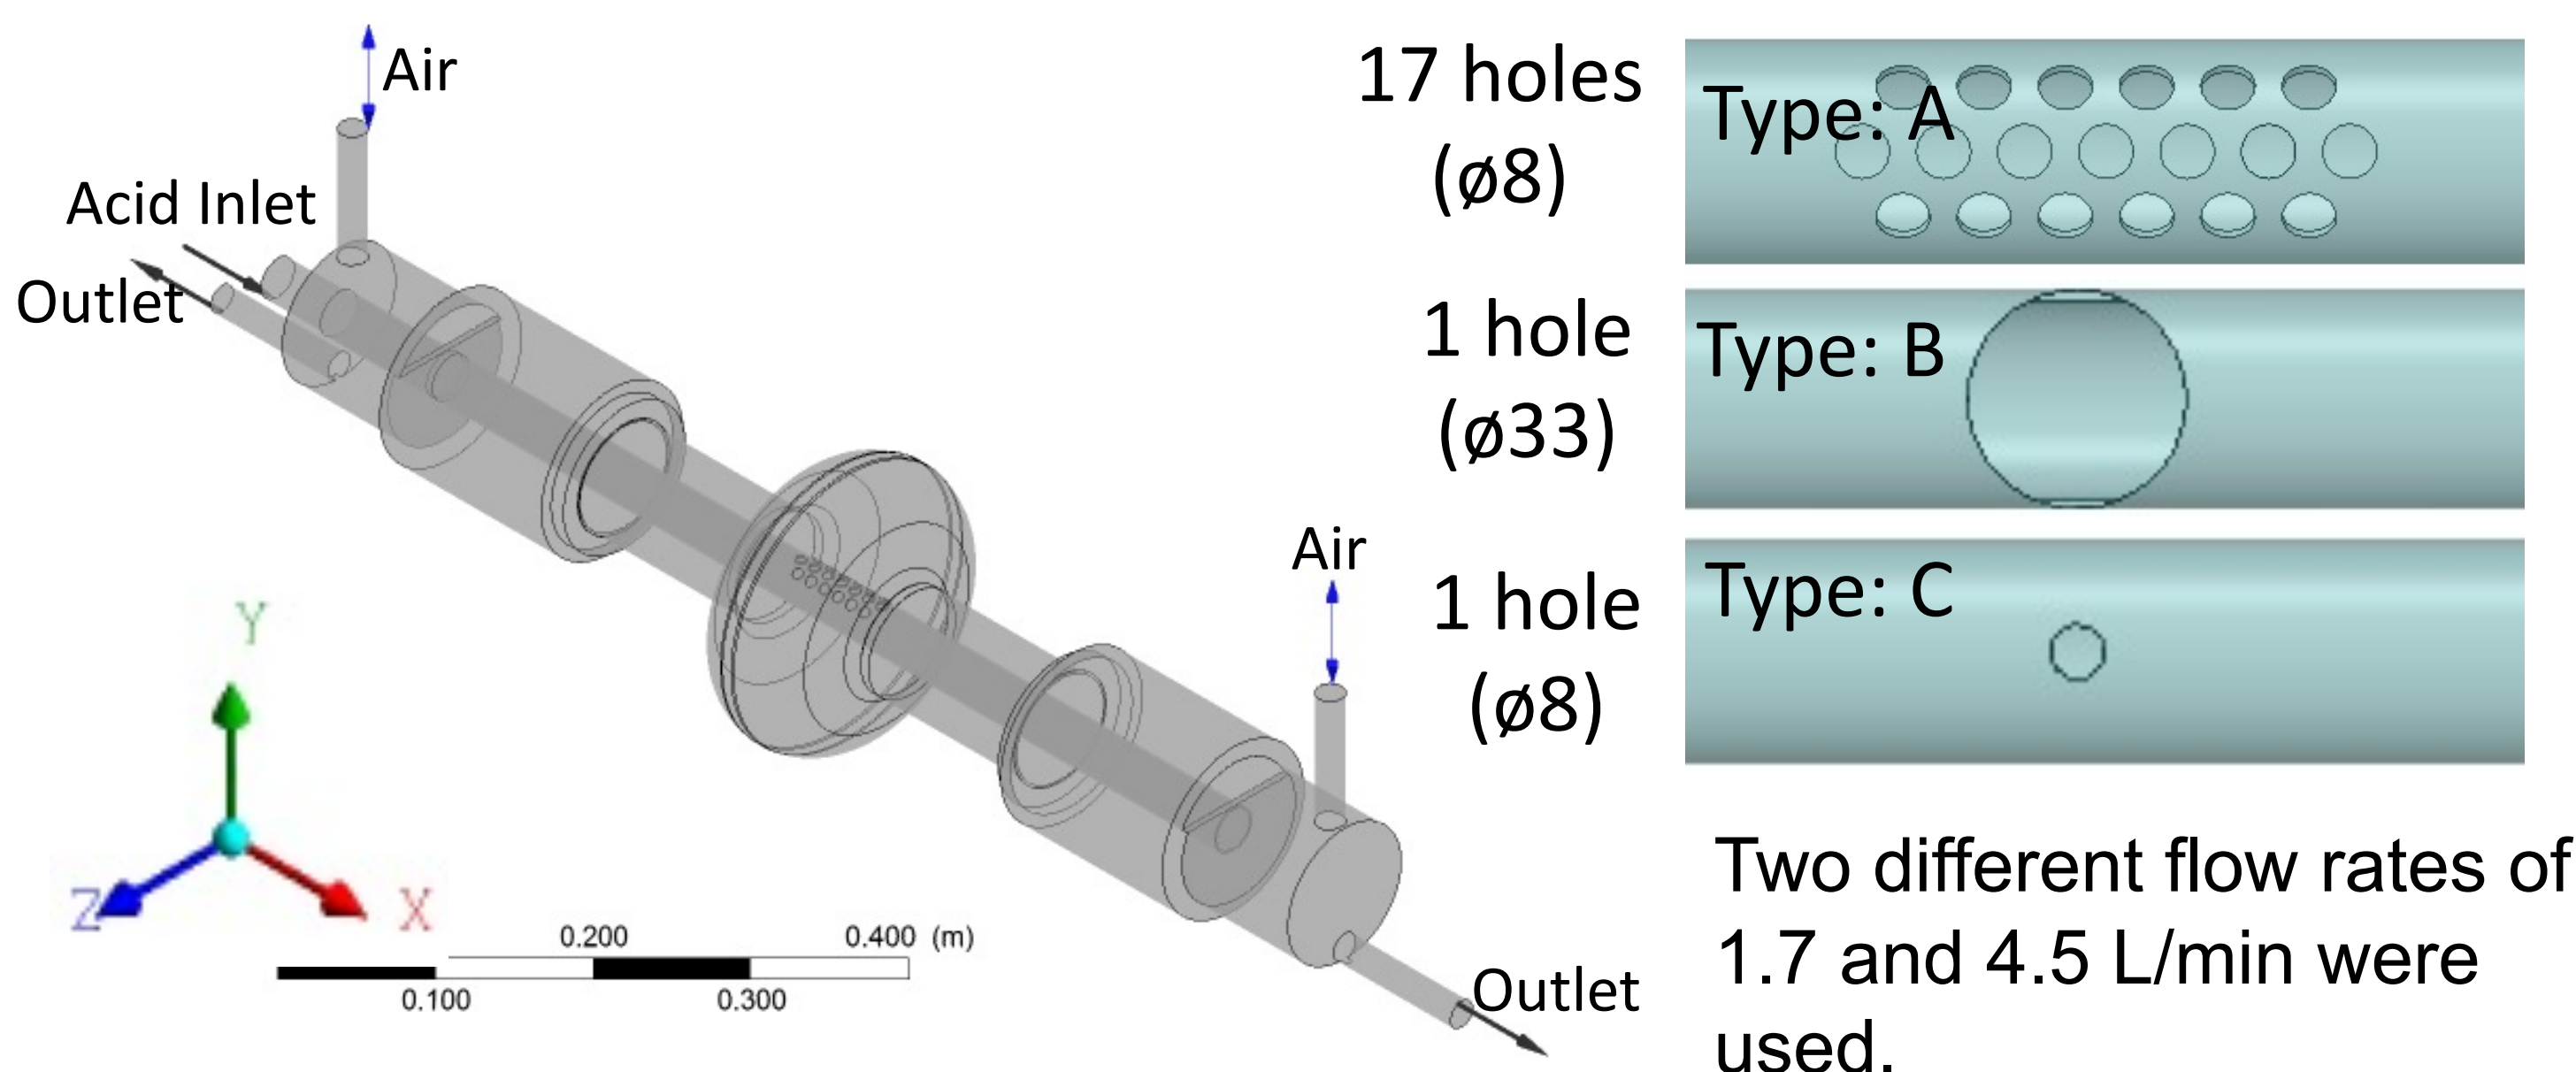 Air
Acid Inlet
Outlet
Y
Z
X
0.200
0.400 (m)
0.100
0.300
Air
Outlet
17 holes
(ø8)
Type: A
1 hole
(ø33)
Type: B
1 hole
(ø8)
Type: C
Two different flow rates of
1.7 and 4.5 L/min were
used.